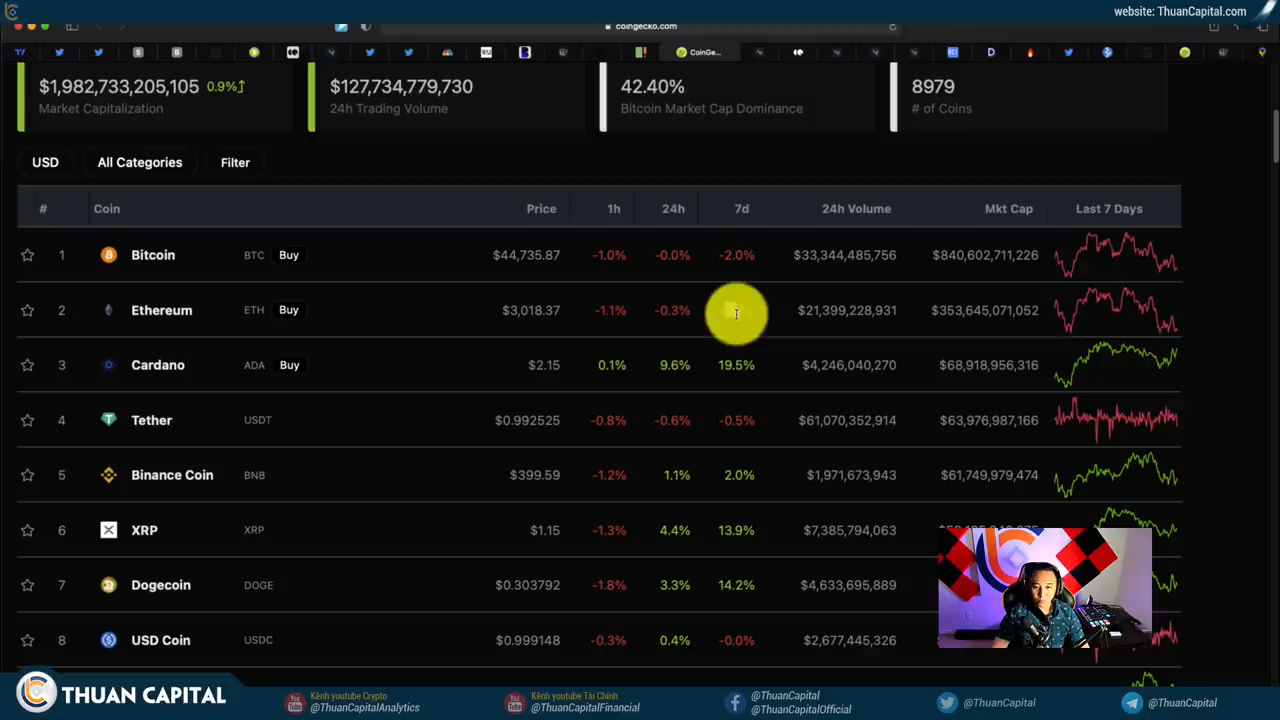 website: ThuanCapital.com
coingecko.com
CoinGe...
$1,982,733,205,105 0.9%
Market Capitalization
$127,734,779,730
24h Trading Volume
42.40%
Bitcoin Market Cap Dominance
8979
# of Coins
USD All Categories Filter
# Coin Price 1h 24h 7d 24h Volume Mkt Cap Last 7 Days
1 Bitcoin BTC Buy $44,735.87 -1.0% -0.0% -2.0% $33,344,485,756 $840,602,711,226
2 Ethereum ETH Buy $3,018.37 -1.1% -0.3% $21,399,228,931 $353,645,071,052
3 Cardano ADA Buy $2.15 0.1% 9.6% 19.5% $4,246,040,270 $68,918,956,316
4 Tether USDT $0.992525 -0.8% -0.6% -0.5% $61,070,352,914 $63,976,987,166
5 Binance Coin BNB $399.59 -1.2% 1.1% 2.0% $1,971,673,943 $61,749,979,474
6 XRP XRP $1.15 -1.3% 4.4% 13.9% $7,385,794,063
7 Dogecoin DOGE $0.303792 -1.8% 3.3% 14.2% $4,633,695,889
8 USD Coin USDC $0.999148 -0.3% 0.4% -0.0% $2,677,445,326
THUAN CAPITAL
Kênh youtube Crypto
@ThuanCapitalAnalytics
Kênh youtube Tài Chính
@ThuanCapitalFinancial
@ThuanCapital
@ThuanCapitalOfficial
@ThuanCapital
@ThuanCapital